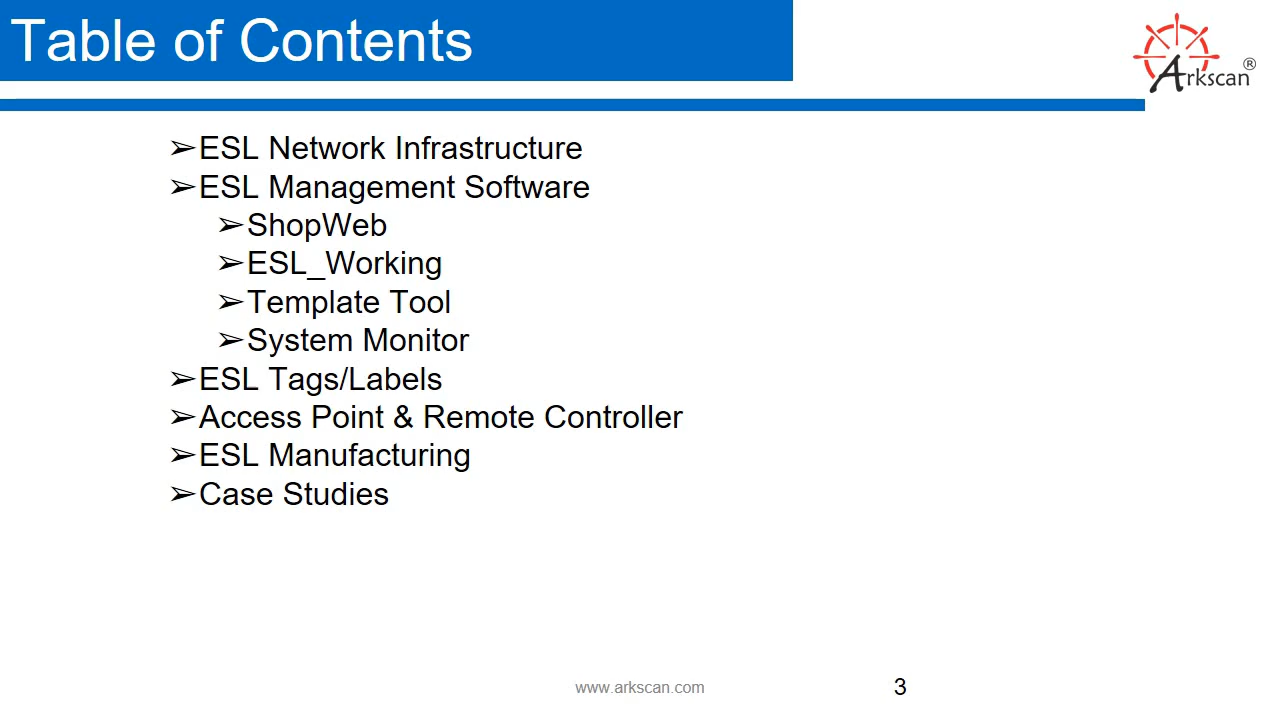 Table of Contents
Arkscan®
➢ESL Network Infrastructure
➢ESL Management Software
➢ShopWeb
➢ESL_Working
➢Template Tool
➢System Monitor
➢ESL Tags/Labels
➢Access Point & Remote Controller
➢ESL Manufacturing
➢Case Studies
www.arkscan.com
3